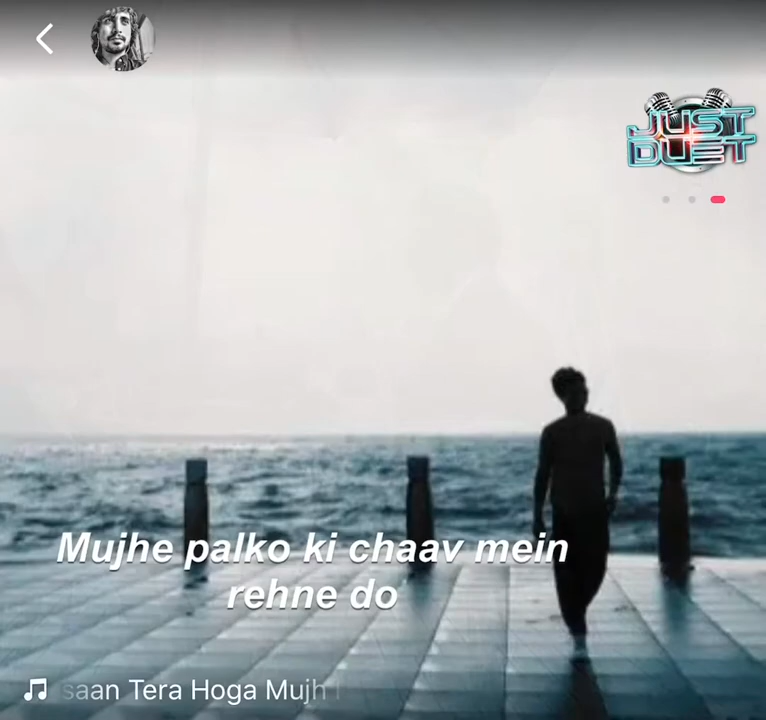 JUST
DUET
Mujhe palko ki chaav mein
rehne do
saan Tera Hoga Mujh